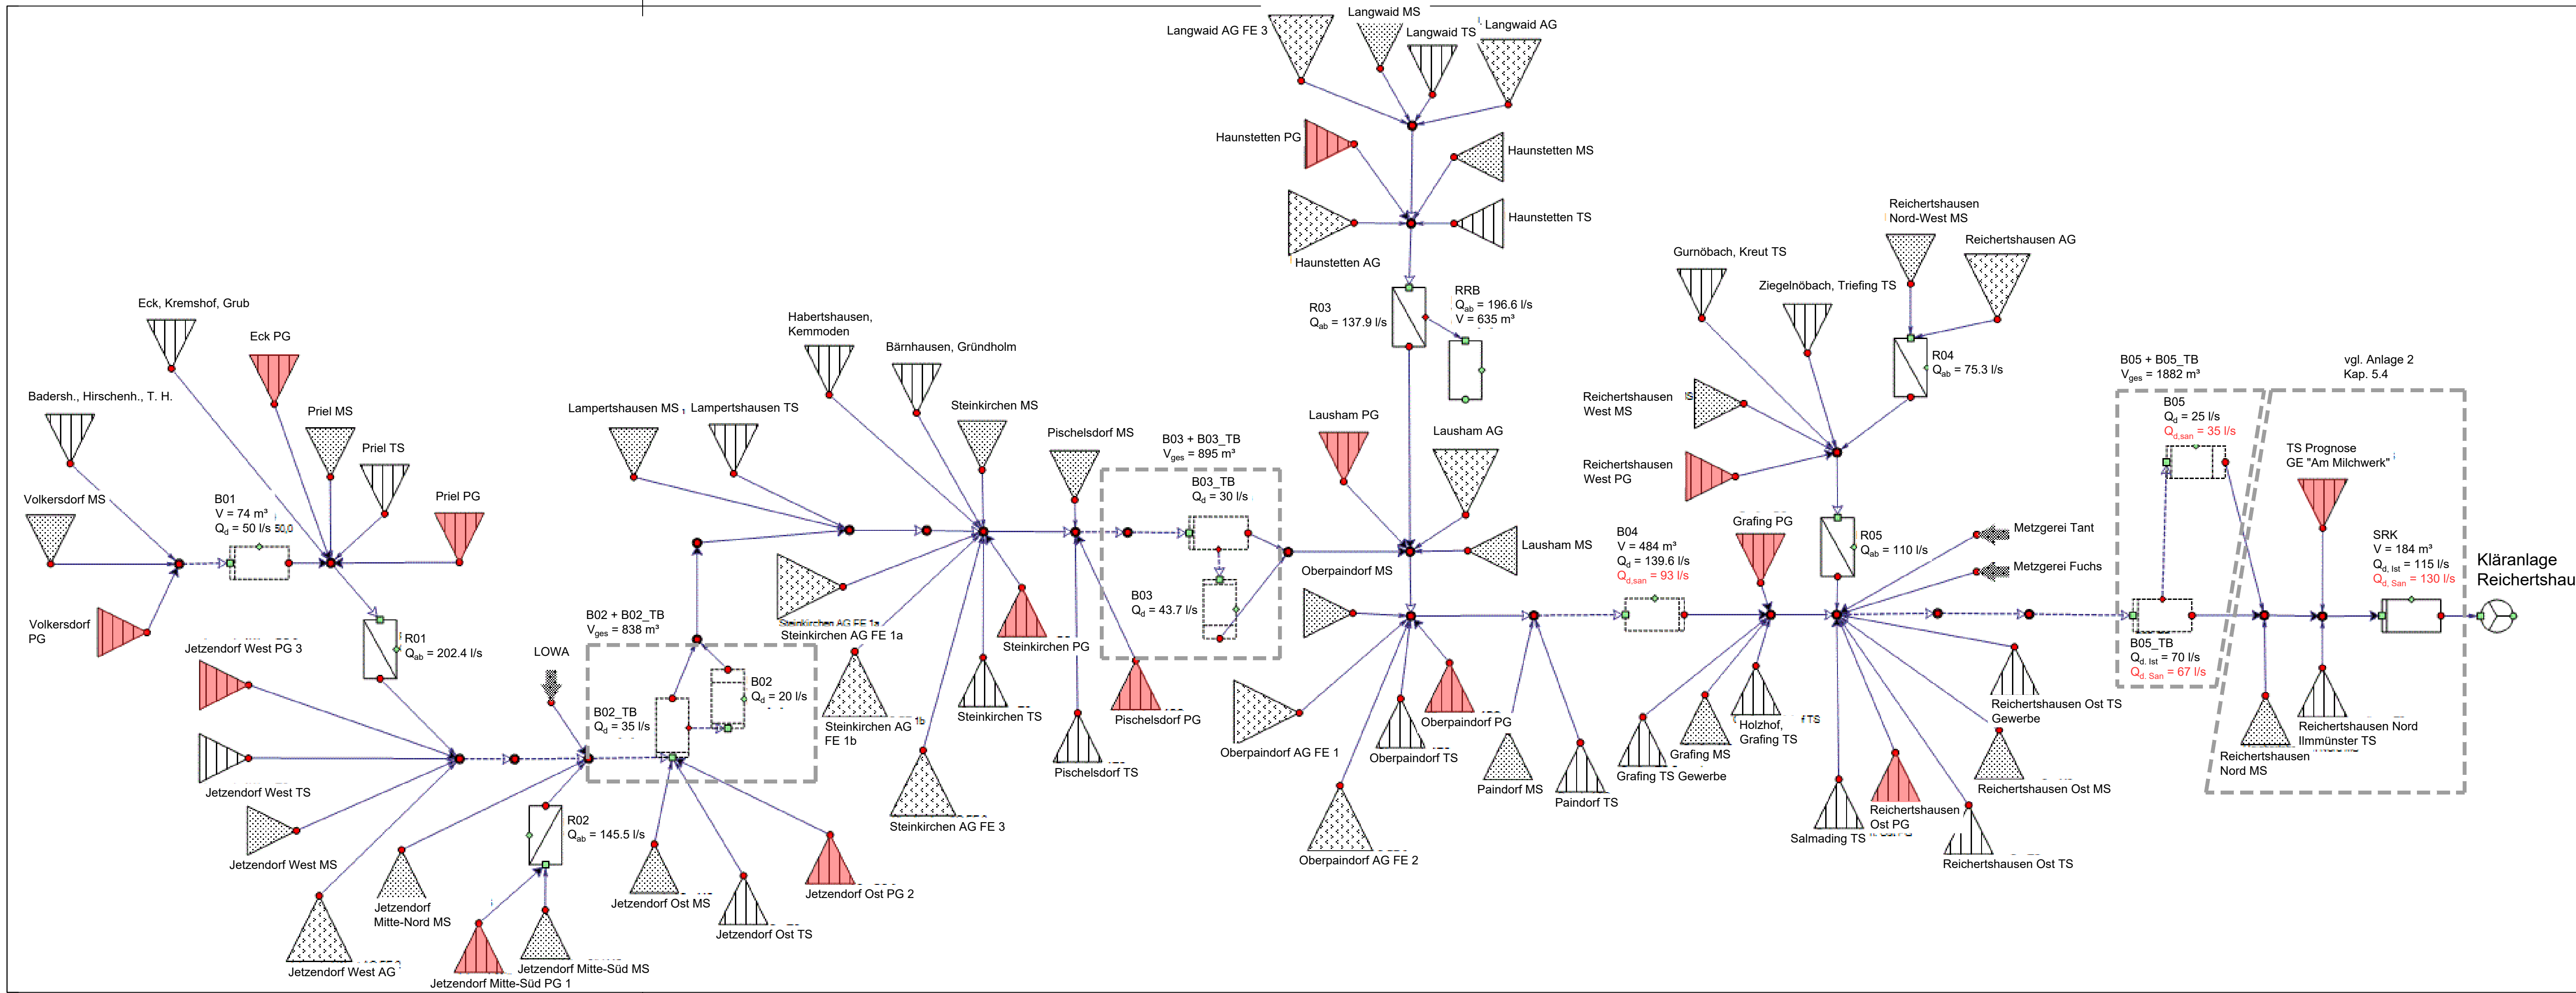 Langwaid AG FE 3
Langwaid MS
Langwaid TS
Langwaid AG
Haunstetten PG
Haunstetten MS
Haunstetten TS
Haunstetten AG
R03
Qab = 137.9 l/s
RRB
Qab = 196.6 l/s
V = 635 m³
Reichertshausen
Nord-West MS
Reichertshausen AG
Gurnöbach, Kreut TS
Ziegelnöbach, Triefing TS
R04
Qab = 75.3 l/s
Reichertshausen
West MS
Reichertshausen
West PG
R05
Qab = 110 l/s
Eck, Kremshof, Grub
Eck PG
Badersh., Hirschenh., T. H.
Priel MS
Priel TS
Priel PG
Volkersdorf MS
B01
V = 74 m³
Qd = 50 l/s 50,0
Volkersdorf
PG
R01
Qab = 202.4 l/s
Jetzendorf West PG 3
Jetzendorf West TS
Jetzendorf West MS
Jetzendorf West AG
Jetzendorf
Mitte-Nord MS
Jetzendorf Mitte-Süd PG 1
Jetzendorf Mitte-Süd MS
R02
Qab = 145.5 l/s
LOWA
B02 + B02_TB
Vges = 838 m³
B02_TB
Qd = 35 l/s
B02
Qd = 20 l/s
Jetzendorf Ost MS
Jetzendorf Ost TS
Jetzendorf Ost PG 2
Habertshausen,
Kemmoden
Bärnhausen, Gründholm
Lampertshausen MS
Lampertshausen TS
Steinkirchen MS
Pischelsdorf MS
Steinkirchen AG FE 1a
Steinkirchen AG FE 1a
Steinkirchen AG
FE 1b
1b
Steinkirchen AG FE 3
Steinkirchen TS
Steinkirchen PG
Pischelsdorf TS
Pischelsdorf PG
B03 + B03_TB
Vges = 895 m³
B03_TB
Qd = 30 l/s
B03
Qd = 43.7 l/s
Lausham PG
Lausham AG
Lausham MS
Oberpaindorf MS
Oberpaindorf AG FE 1
Oberpaindorf AG FE 2
Oberpaindorf TS
Oberpaindorf PG
Paindorf MS
Paindorf TS
B04
V = 484 m³
Qd = 139.6 l/s
Qd,san = 93 l/s
Grafing PG
Grafing TS Gewerbe
Grafing MS
Holzhof,
Grafing TS
f TS
Metzgerei Tant
Metzgerei Fuchs
Salmading TS
Reichertshausen
Ost PG
Reichertshausen Ost TS
Reichertshausen Ost MS
Reichertshausen Ost TS
Gewerbe
B05 + B05_TB
Vges = 1882 m³
B05
Qd = 25 l/s
Qd,san = 35 l/s
B05_TB
Qd. Ist = 70 l/s
Qd. San = 67 l/s
vgl. Anlage 2
Kap. 5.4
TS Prognose
GE "Am Milchwerk"
Reichertshausen
Nord MS
Reichertshausen Nord
Ilmmünster TS
SRK
V = 184 m³
Qd, Ist = 115 l/s
Qd, San = 130 l/s
Kläranlage
Reichertshau